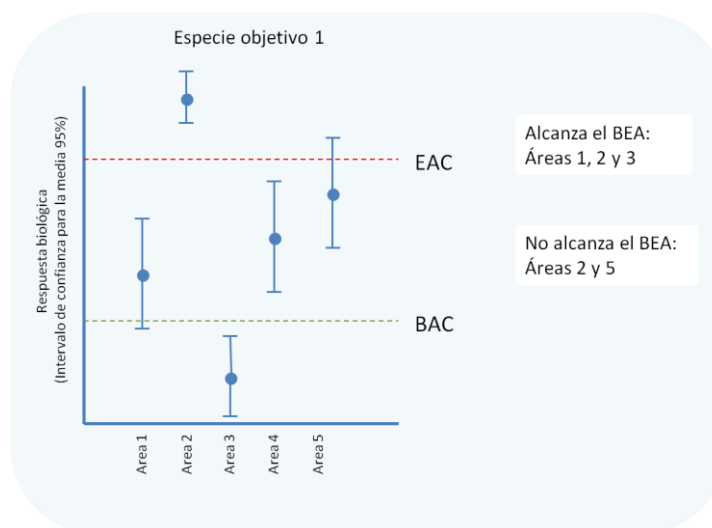 Especie objetivo 1
Respuesta biológica
(Intervalo de confianza para la media 95%)
EAC
BAC
Area 1
Area 2
Area 3
Area 4
Area 5
Alcanza el BEA:
Áreas 1, 2 y 3
No alcanza el BEA:
Áreas 2 y 5